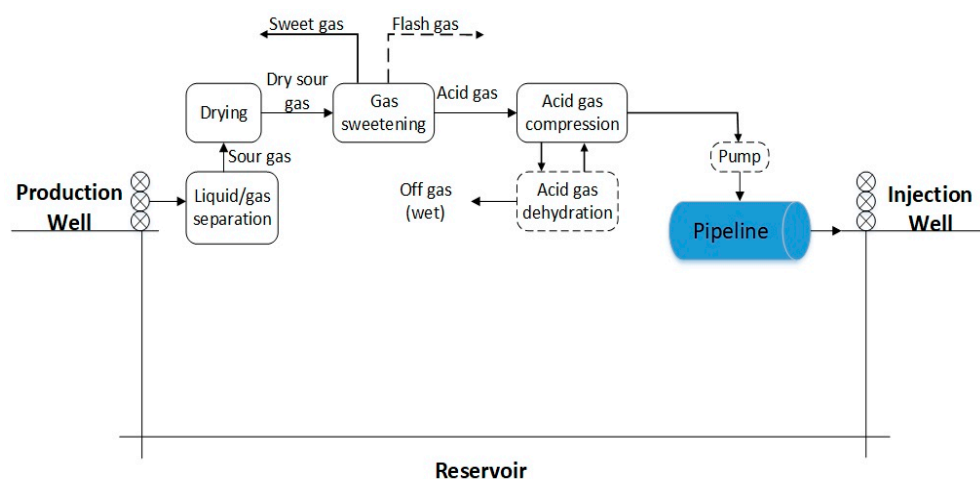 Sweet gas
Flash gas
Dry sour
gas
Acid gas
Drying
Gas
sweetening
Acid gas
compression
Sour gas
Pump
Production
Well
Liquid/gas
separation
Off gas
(wet)
Acid gas
dehydration
Pipeline
Injection
Well
Reservoir